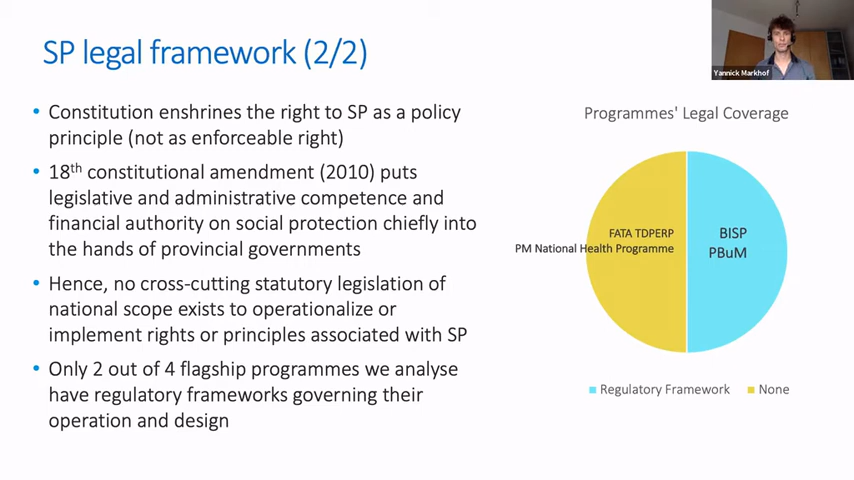 SP legal framework (2/2)
Yannick Markhof
• Constitution enshrines the right to SP as a policy
principle (not as enforceable right)
• 18th constitutional amendment (2010) puts
legislative and administrative competence and
financial authority on social protection chiefly into
the hands of provincial governments
• Hence, no cross-cutting statutory legislation of
national scope exists to operationalize or
implement rights or principles associated with SP
• Only 2 out of 4 flagship programmes we analyse
have regulatory frameworks governing their
operation and design
Programmes' Legal Coverage
FATA TDPERP
PM National Health Programme
BISP
PBuM
Regulatory Framework
None